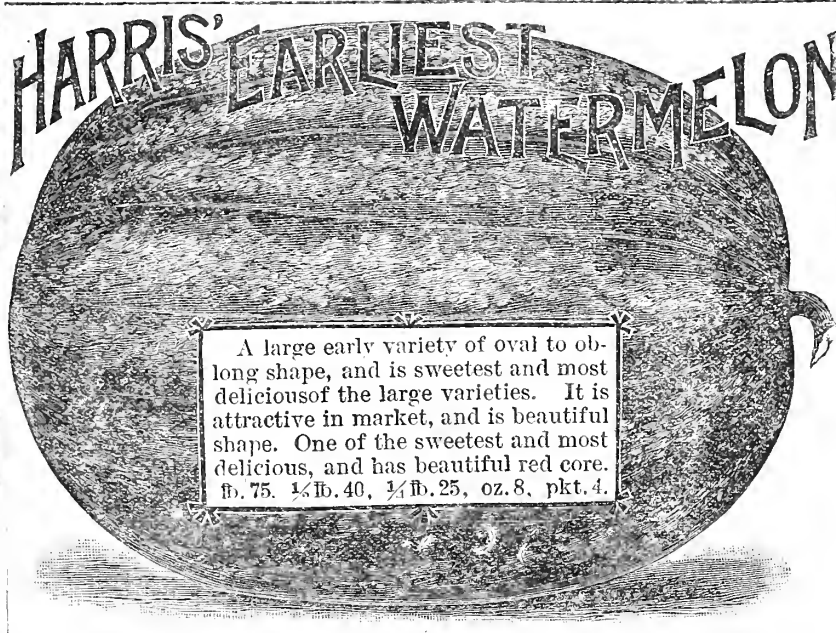 HARRIS' EARLIEST
WATERMELON
A large early variety of oval to ob-
long shape, and is sweetest and most
deliciousof the large varieties. It is
attractive in market, and is beautiful
shape. One of the sweetest and most
delicious, and has beautiful red core.
℔. 75. ½℔. 40, ¼℔. 25, oz. 8, pkt. 4.